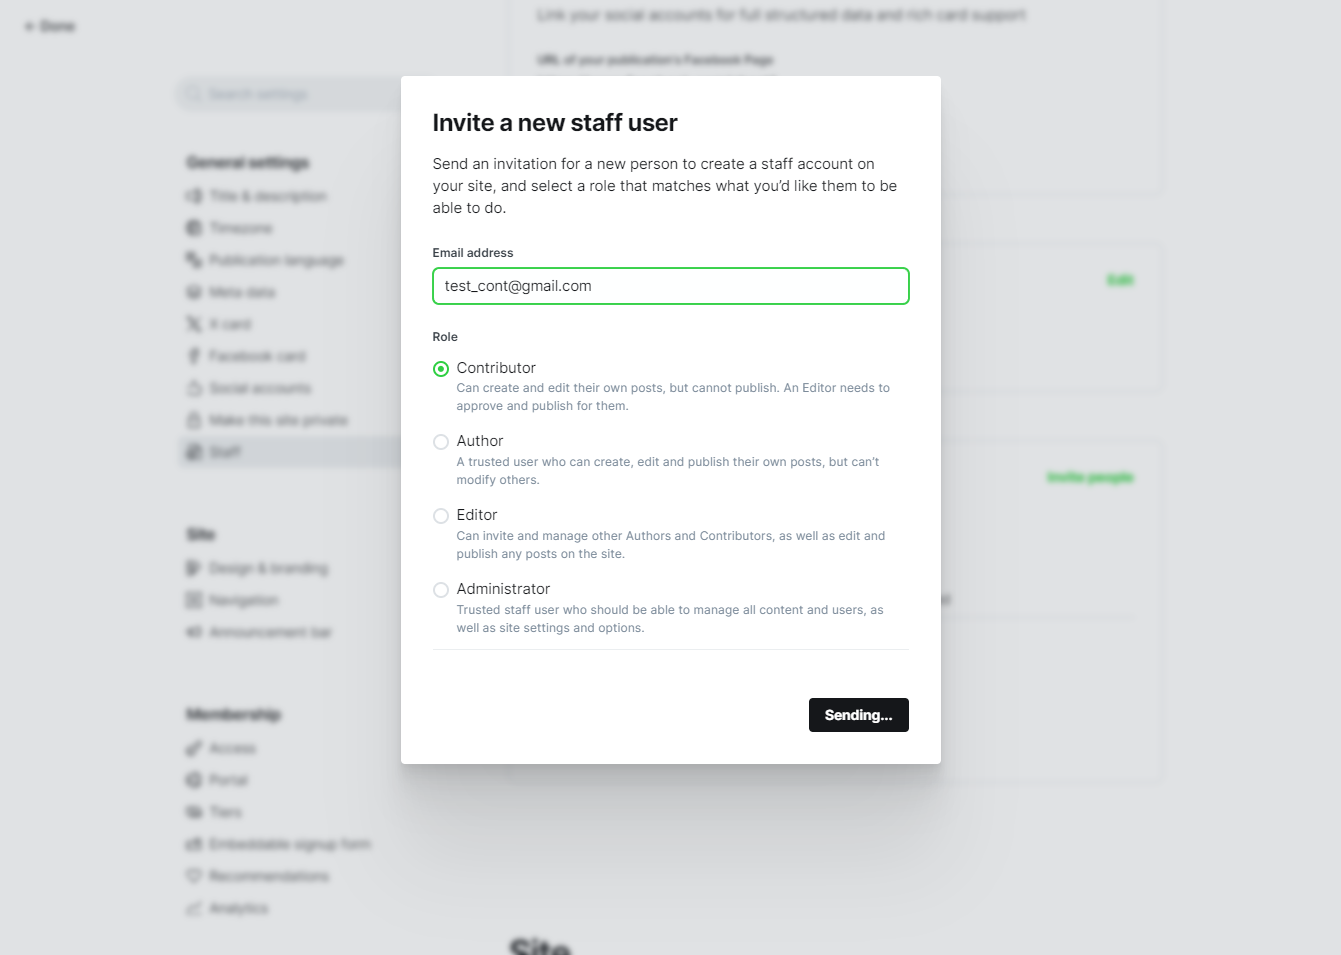 ← Done
Link your social accounts for full structured data and rich card support
URL of your publication's Facebook Page
Search settings
General settings
Title & description
Timezone
Publication language
Meta data
X card
Facebook card
Social accounts
Make this site private
Staff
Site
Design & branding
Navigation
Announcement bar
Membership
Access
Portal
Tiers
Embeddable signup form
Recommendations
Analytics
Invite a new staff user
Send an invitation for a new person to create a staff account on
your site, and select a role that matches what you’d like them to be
able to do.
Email address
test_cont@gmail.com
Role
Contributor
Can create and edit their own posts, but cannot publish. An Editor needs to
approve and publish for them.
Author
A trusted user who can create, edit and publish their own posts, but can’t
modify others.
Editor
Can invite and manage other Authors and Contributors, as well as edit and
publish any posts on the site.
Administrator
Trusted staff user who should be able to manage all content and users, as
well as site settings and options.
Sending...
Edit
Invite people
Site